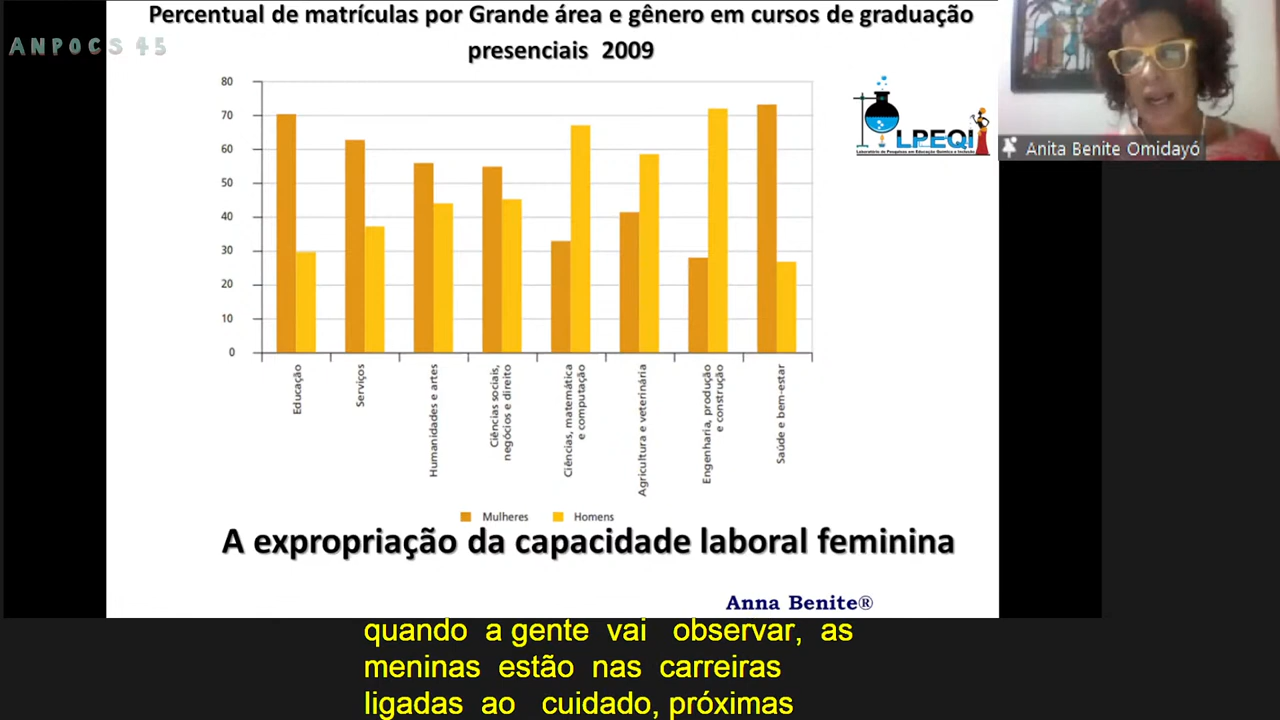 Percentual de matrículas por Grande área e gênero em cursos de graduação
presenciais 2009
ANPOCS 45
80
70
60
50
40
30
20
10
0
Educação
Serviços
Humanidades e artes
Ciências sociais,
negócios e direito
Ciências, matemática
e computação
Agricultura e veterinária
Engenharia, produção
e construção
Saúde e bem-estar
Mulheres
Homens
A expropriação da capacidade laboral feminina
Anna Benite®
LPEQI
Laboratório de Pesquisas em Educação Química e Inclusão
Anita Benite Omidayó
quando a gente vai observar, as
meninas estão nas carreiras
ligadas ao cuidado, próximas